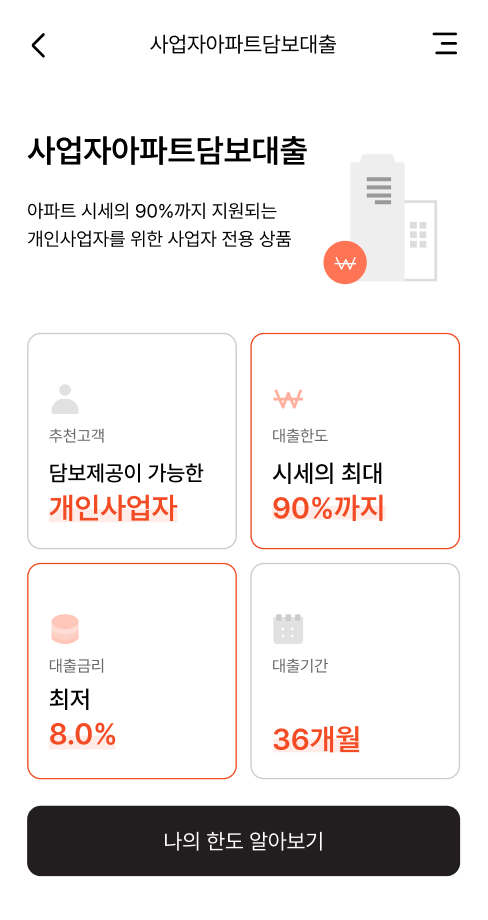 사업자아파트담보대출
사업자아파트담보대출
아파트 시세의 90%까지 지원되는
개인사업자를 위한 사업자 전용 상품
₩
추천고객
담보제공이 가능한
개인사업자
₩
대출한도
시세의 최대
90%까지
대출금리
최저
8.0%
대출기간
36개월
나의 한도 알아보기